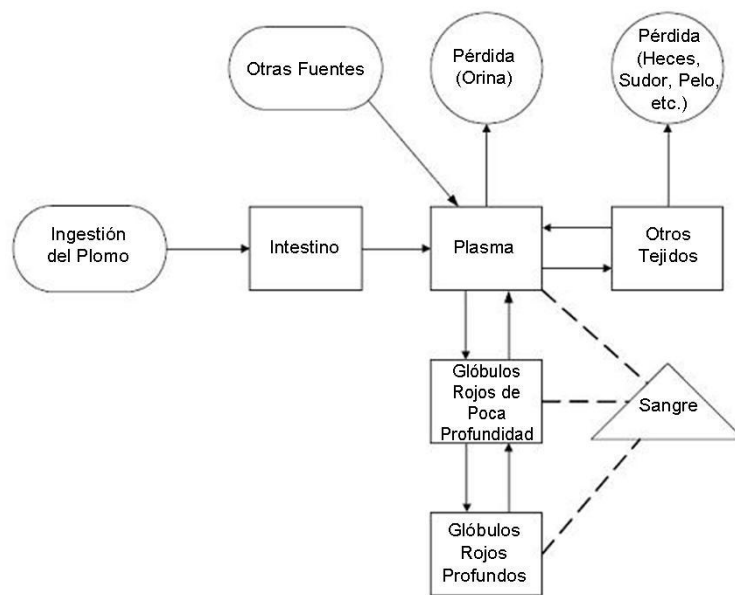 Otras Fuentes
Pérdida
(Orina)
Pérdida
(Heces,
Sudor, Pelo,
etc.)
Ingestión
del Plomo
Intestino
Plasma
Otros
Tejidos
Glóbulos
Rojos de
Poca
Profundidad
Sangre
Glóbulos
Rojos
Profundos